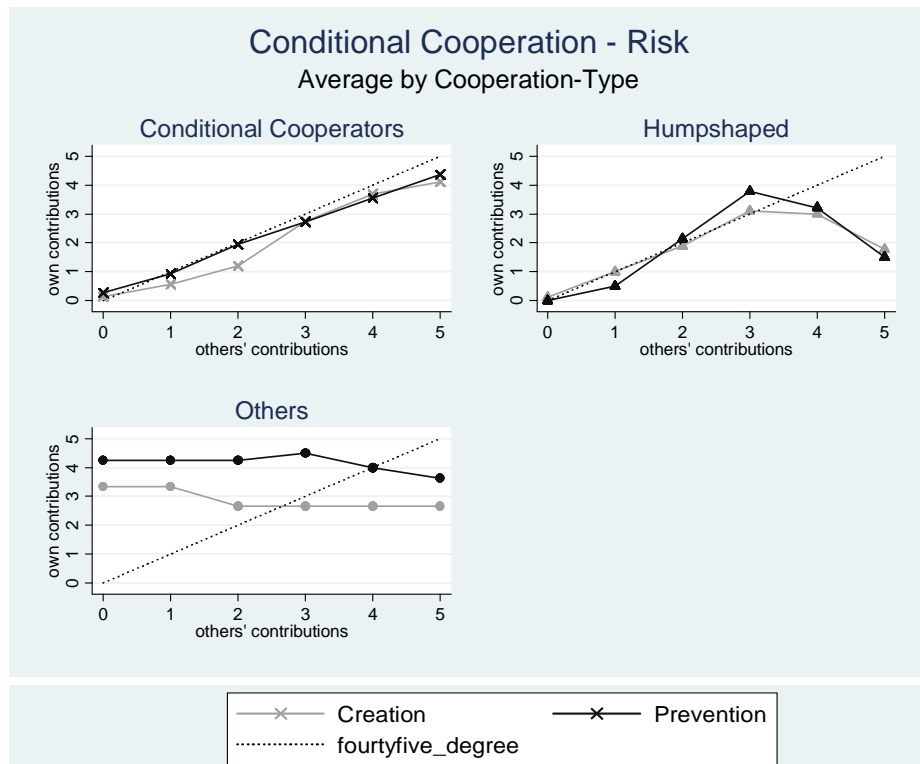 Conditional Cooperation - Risk
Average by Cooperation-Type
Conditional Cooperators
own contributions
5
4
3
2
1
0
0 1 2 3 4 5
others' contributions
Humpshaped
own contributions
5
4
3
2
1
0
0 1 2 3 4 5
others' contributions
Others
own contributions
5
4
3
2
1
0
0 1 2 3 4 5
others' contributions
Creation Prevention
fourtyfive_degree